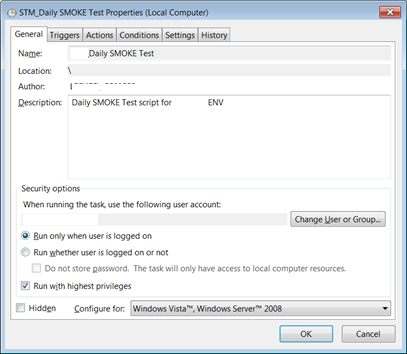 STM_Daily SMOKE Test Properties (Local Computer)
General Triggers Actions Conditions Settings History
Name: Daily SMOKE Test
Location: \
Author:
Description: Daily SMOKE Test script for ENV
Security options
When running the task, use the following user account:
Change User or Group...
Run only when user is logged on
Run whether user is logged on or not
Do not store password. The task will only have access to local computer resources.
Run with highest privileges
Hidden Configure for: Windows Vista™, Windows Server™ 2008
OK Cancel